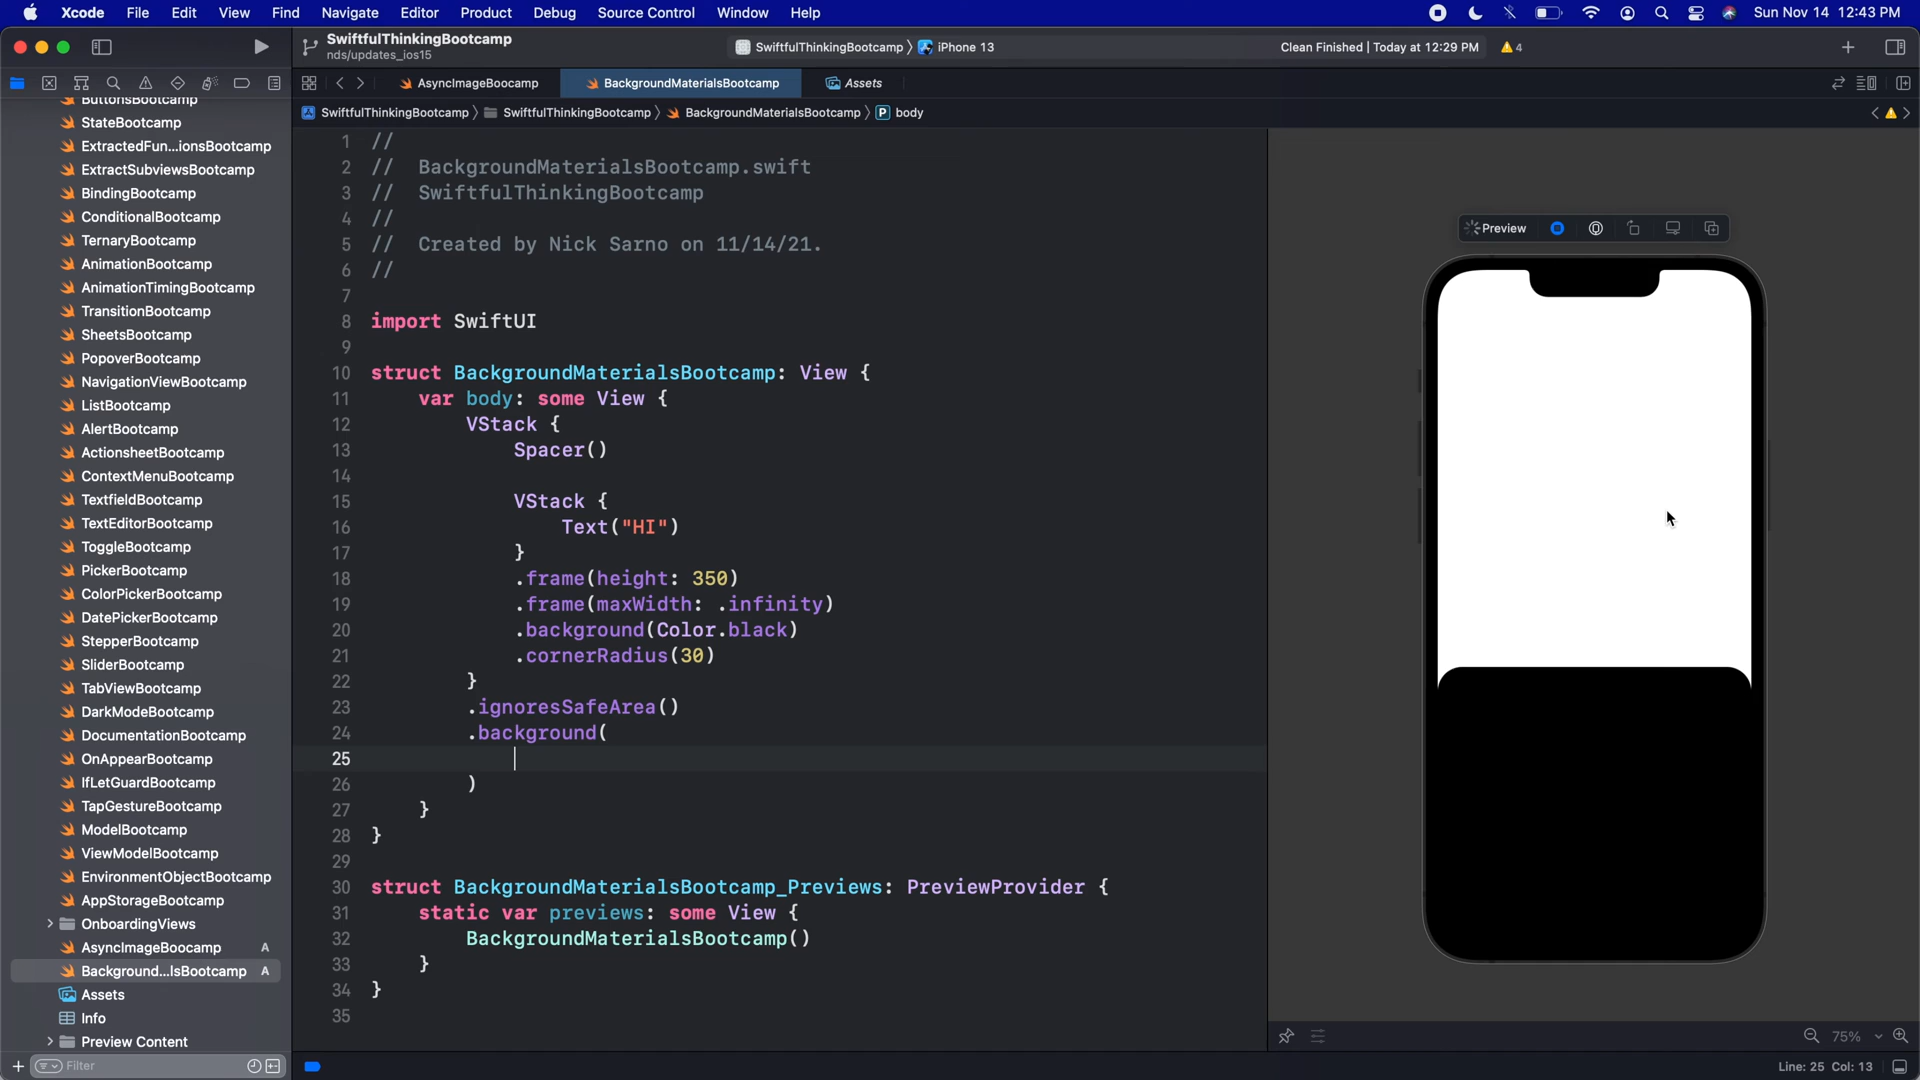 Xcode File Edit View Find Navigate Editor Product Debug Source Control Window Help Sun Nov 14 12:43 PM
SwiftfulThinkingBootcamp
nds/updates_ios15
SwiftfulThinkingBootcamp iPhone 13
Clean Finished | Today at 12:29 PM 4
AsyncImageBoocamp BackgroundMaterialsBootcamp Assets
SwiftfulThinkingBootcamp SwiftfulThinkingBootcamp BackgroundMaterialsBootcamp P body
ButtonsBootcamp
StateBootcamp
ExtractedFun...ionsBootcamp
ExtractSubviewsBootcamp
BindingBootcamp
ConditionalBootcamp
TernaryBootcamp
AnimationBootcamp
AnimationTimingBootcamp
TransitionBootcamp
SheetsBootcamp
PopoverBootcamp
NavigationViewBootcamp
ListBootcamp
AlertBootcamp
ActionsheetBootcamp
ContextMenuBootcamp
TextfieldBootcamp
TextEditorBootcamp
ToggleBootcamp
PickerBootcamp
ColorPickerBootcamp
DatePickerBootcamp
StepperBootcamp
SliderBootcamp
TabViewBootcamp
DarkModeBootcamp
DocumentationBootcamp
OnAppearBootcamp
IfLetGuardBootcamp
TapGestureBootcamp
ModelBootcamp
ViewModelBootcamp
EnvironmentObjectBootcamp
AppStorageBootcamp
OnboardingViews
AsyncImageBoocamp A
Background...lsBootcamp A
Assets
Info
Preview Content
Filter
1 //
2 // BackgroundMaterialsBootcamp.swift
3 // SwiftfulThinkingBootcamp
4 //
5 // Created by Nick Sarno on 11/14/21.
6 //
7
8 import SwiftUI
9
10 struct BackgroundMaterialsBootcamp: View {
11 var body: some View {
12 VStack {
13 Spacer()
14
15 VStack {
16 Text("HI")
17 }
18 .frame(height: 350)
19 .frame(maxWidth: .infinity)
20 .background(Color.black)
21 .cornerRadius(30)
22 }
23 .ignoresSafeArea()
24 .background(
25
26 )
27 }
28 }
29
30 struct BackgroundMaterialsBootcamp_Previews: PreviewProvider {
31 static var previews: some View {
32 BackgroundMaterialsBootcamp()
33 }
34 }
35
Preview
75%
Line: 25 Col: 13